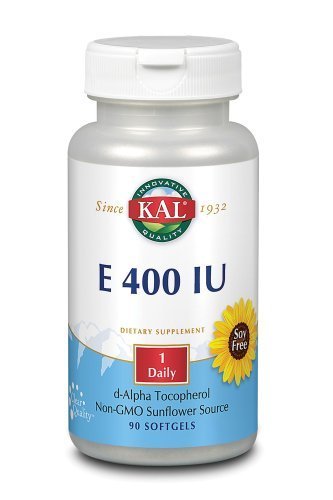 INNOVATIVE
Since KAL® 1932
QUALITY
E 400 IU
DIETARY SUPPLEMENT
Soy
Free
1
Daily
d-Alpha Tocopherol
Non-GMO Sunflower Source
Quality
90 SOFTGELS